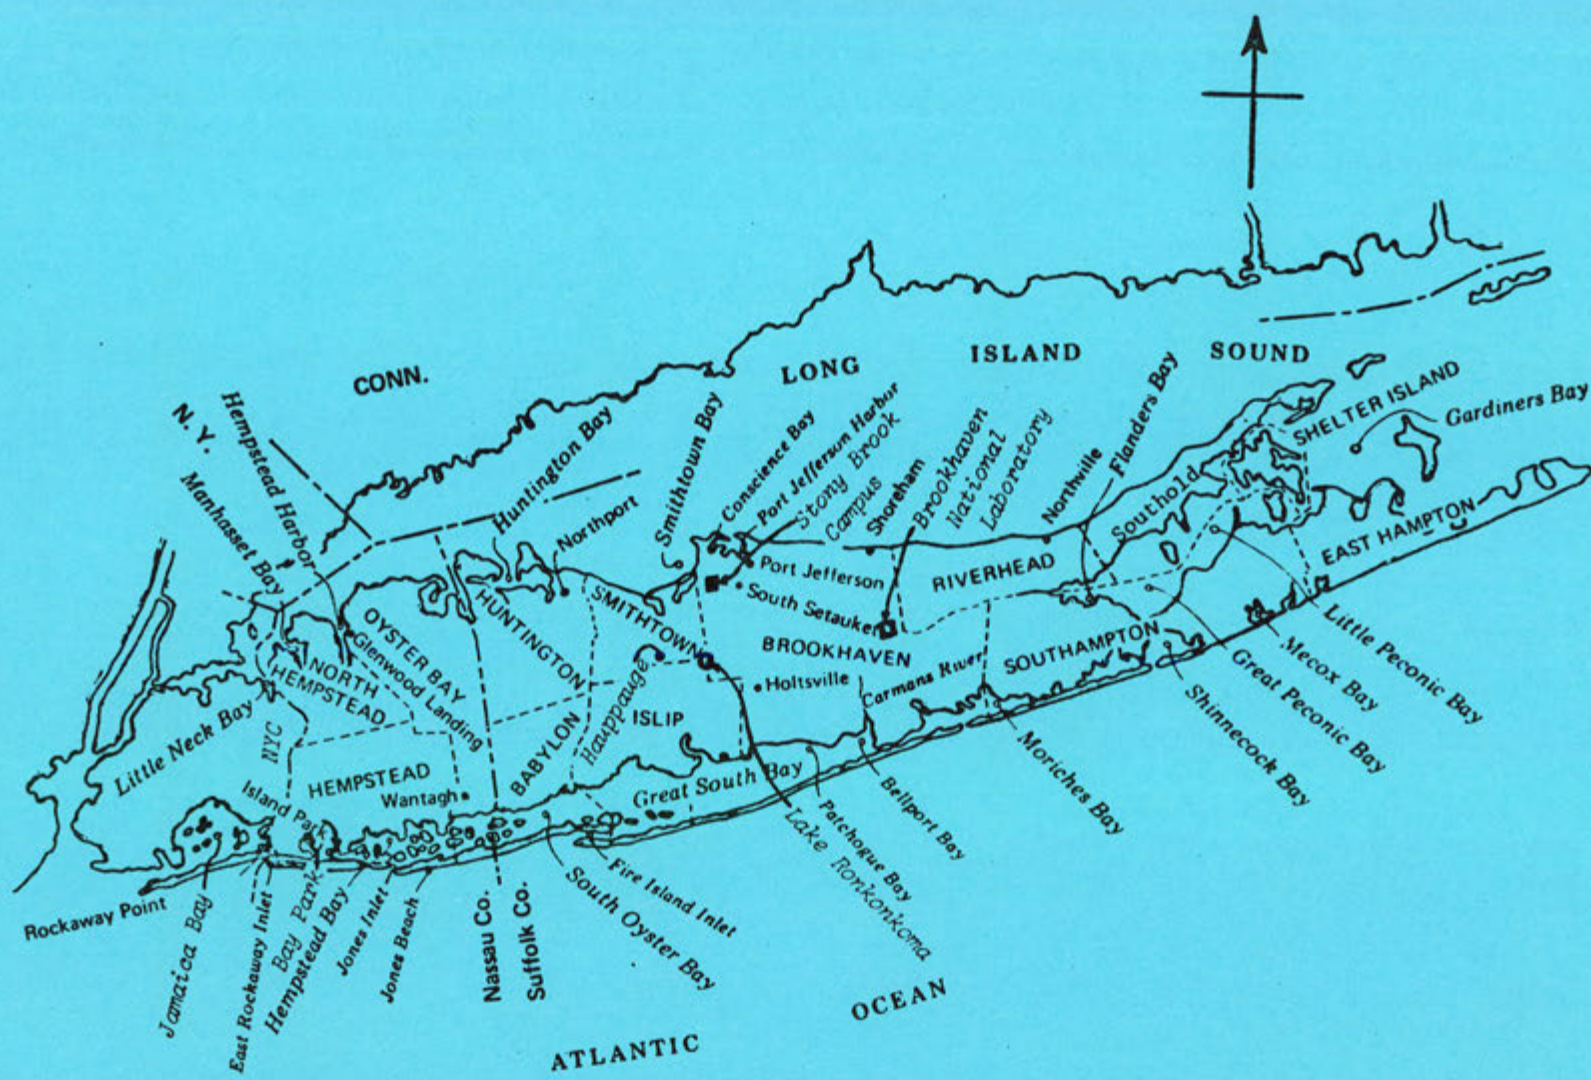 CONN.
N. Y.
LONG ISLAND SOUND
Hempstead Harbor
Manhasset Bay
Huntington Bay
Northport
Smithtown Bay
Conscience Bay
Port Jefferson Harbor
Stony Brook
Campus
Shoreham
Brookhaven
National
Laboratory
Northville
Flanders Bay
Southold
SHELTER ISLAND
Gardiners Bay
EAST HAMPTON
RIVERHEAD
Port Jefferson
South Setauket
SMITHTOWN
HUNTINGTON
OYSTER BAY
Glenwood Landing
NORTH
HEMPSTEAD
BROOKHAVEN
SOUTHAMPTON
Holtsville
Carmans River
Hauppauge
ISLIP
BABYLON
Little Neck Bay
NYC
HEMPSTEAD
Wantagh
Island Park
Great South Bay
Little Peconic Bay
Mecox Bay
Great Peconic Bay
Shinnecock Bay
Moriches Bay
Bellport Bay
Patchogue Bay
Lake Ronkonkoma
Fire Island Inlet
South Oyster Bay
Rockaway Point
Jamaica Bay
East Rockaway Inlet
Bay Park
Hempstead Bay
Jones Inlet
Jones Beach
Nassau Co.
Suffolk Co.
ATLANTIC OCEAN